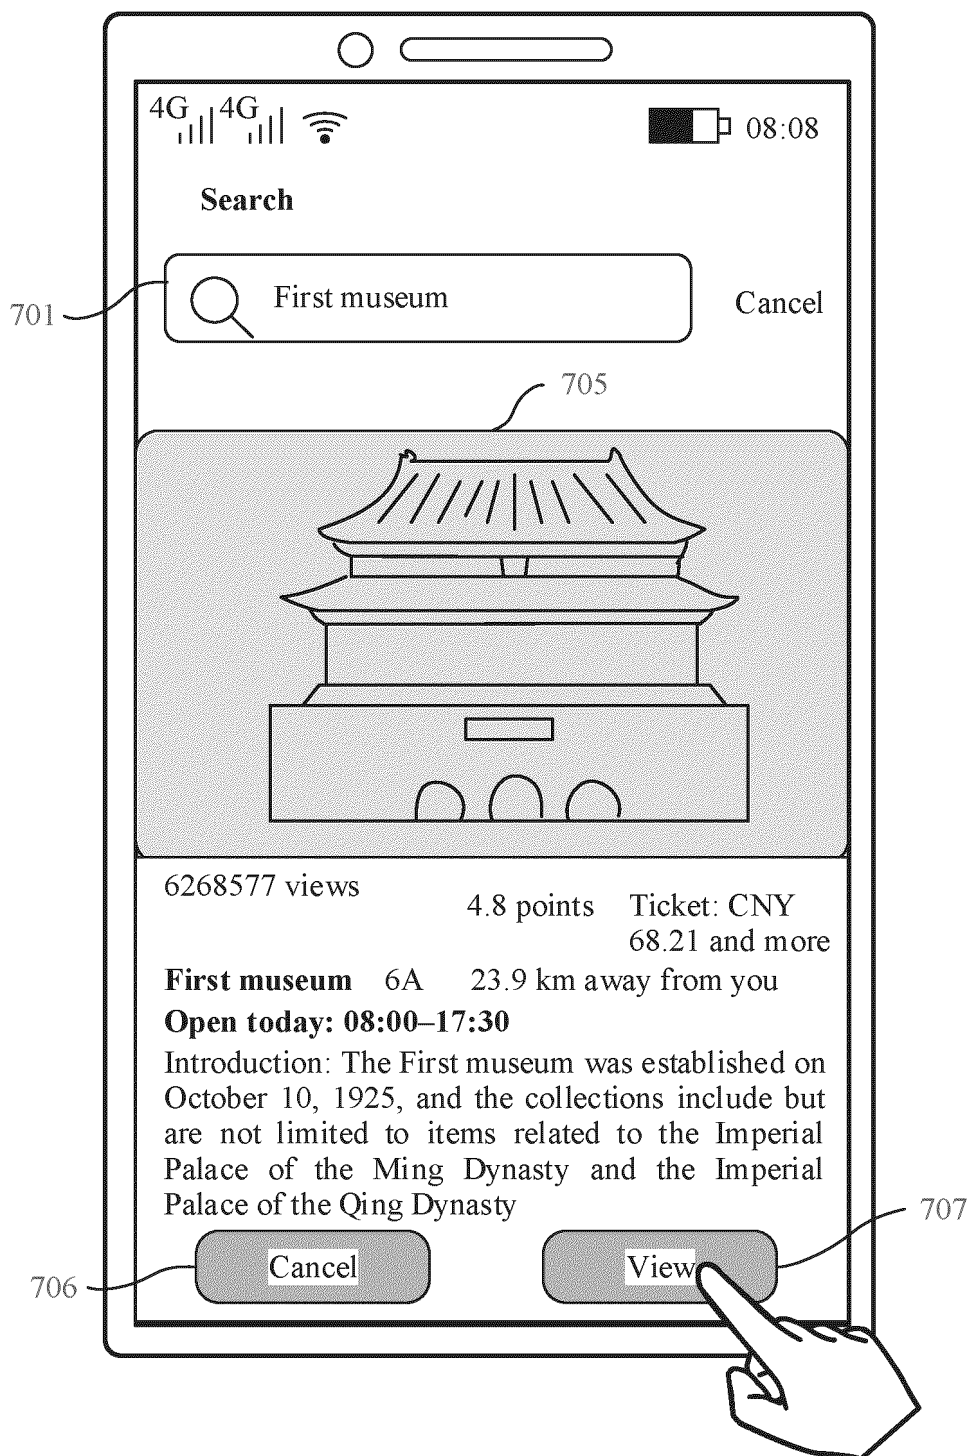 4G 4G 08:08
Search
701
First museum
Cancel
705
6268577 views
4.8 points
Ticket: CNY
68.21 and more
First museum 6A 23.9 km away from you
Open today: 08:00–17:30
Introduction: The First museum was established on
October 10, 1925, and the collections include but
are not limited to items related to the Imperial
Palace of the Ming Dynasty and the Imperial
Palace of the Qing Dynasty
707
706
Cancel
View